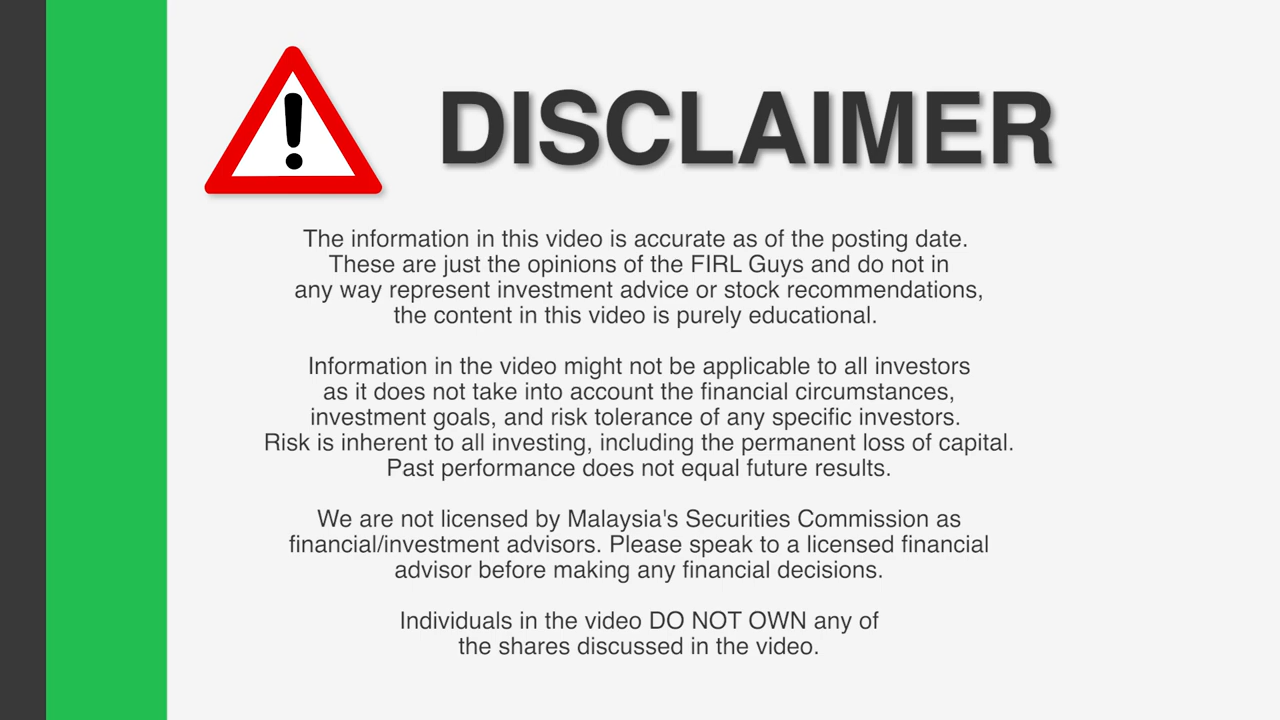 DISCLAIMER
The information in this video is accurate as of the posting date.
These are just the opinions of the FIRL Guys and do not in
any way represent investment advice or stock recommendations,
the content in this video is purely educational.
Information in the video might not be applicable to all investors
as it does not take into account the financial circumstances,
investment goals, and risk tolerance of any specific investors.
Risk is inherent to all investing, including the permanent loss of capital.
Past performance does not equal future results.
We are not licensed by Malaysia's Securities Commission as
financial/investment advisors. Please speak to a licensed financial
advisor before making any financial decisions.
Individuals in the video DO NOT OWN any of
the shares discussed in the video.